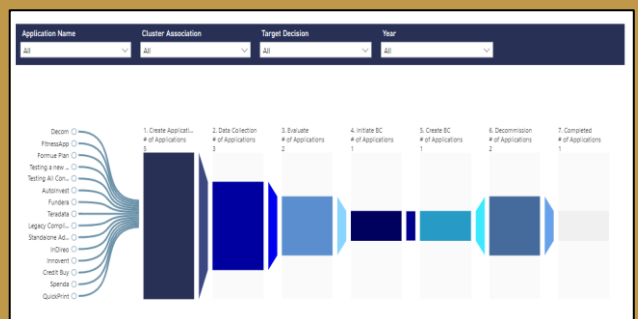 Application Name
Cluster Association
Target Decision
Year
All
All
All
All
1. Create Applicati...
# of Applications
5
2. Data Collection
# of Applications
3
3. Evaluate
# of Applications
2
4. Initiate BC
# of Applications
1
5. Create BC
# of Applications
1
6. Decommission
# of Applications
2
7. Completed
# of Applications
1
Decom
FitnessApp
Formue Plan
Testing a new ...
Testing All Con...
AutoInvest
Fundera
Teradata
Legacy Compli...
Standalone Ad...
InDireo
Innovent
Credit Buy
Spenda
QuickPrint